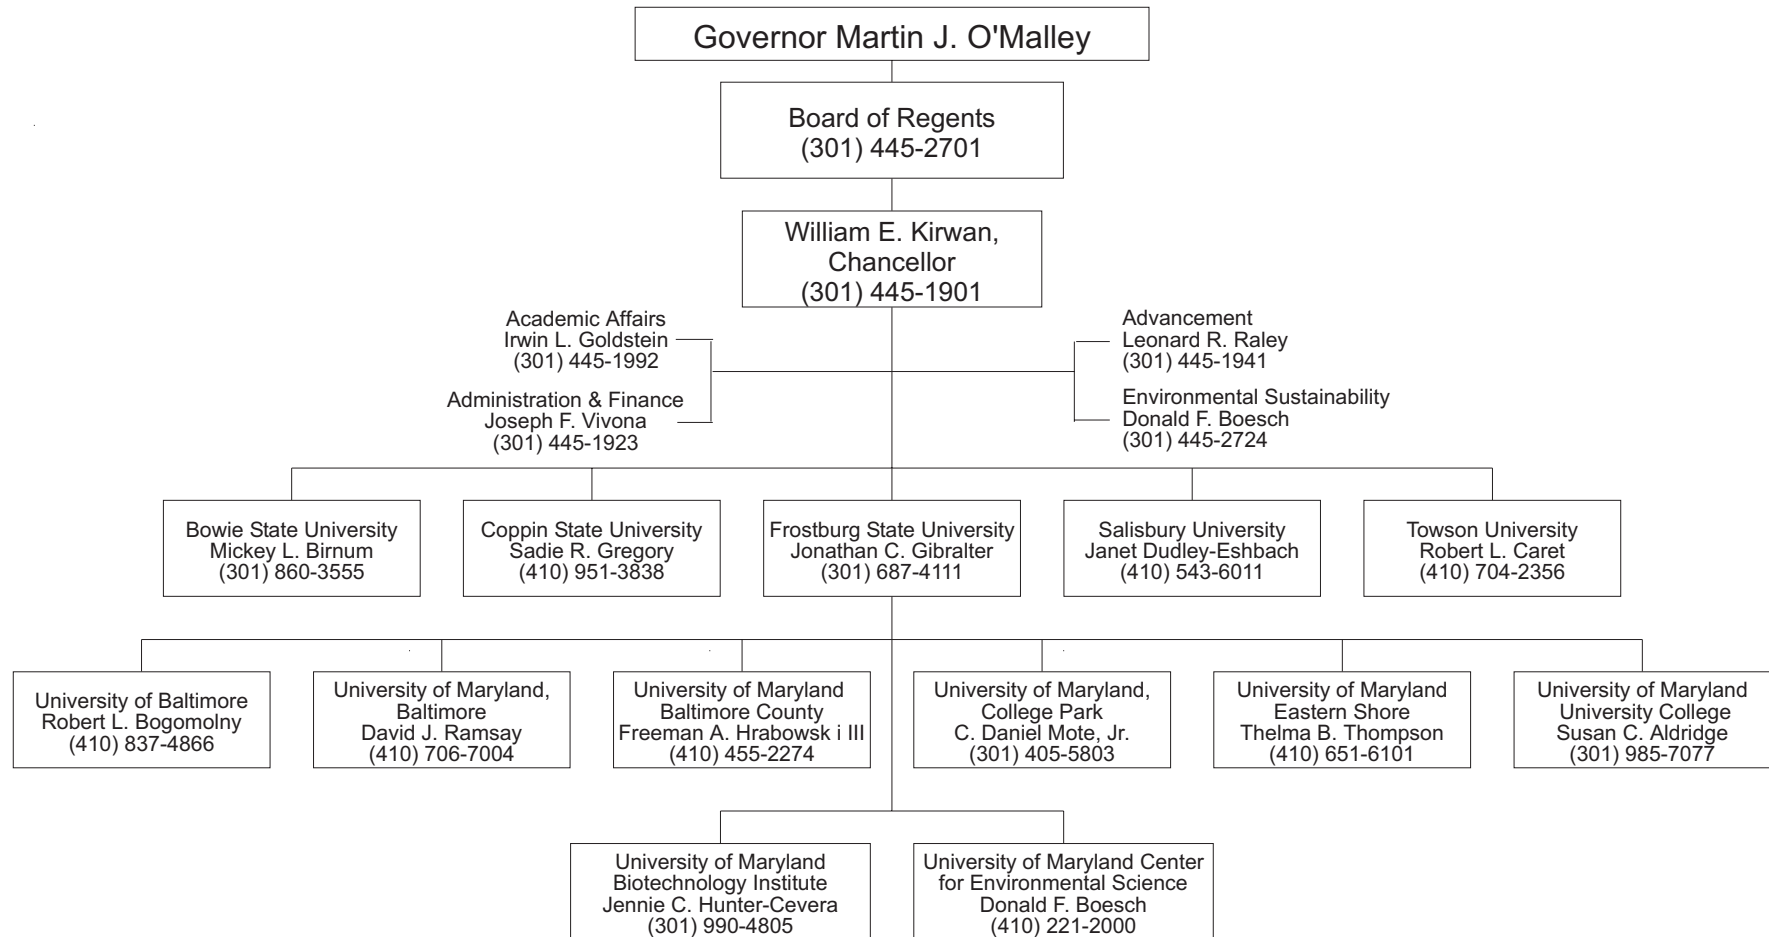 Governor Martin J. O'Malley
Board of Regents
(301) 445-2701
William E. Kirwan,
Chancellor
(301) 445-1901
Academic Affairs
Irwin L. Goldstein
(301) 445-1992
Administration & Finance
Joseph F. Vivona
(301) 445-1923
Advancement
Leonard R. Raley
(301) 445-1941
Environmental Sustainability
Donald F. Boesch
(301) 445-2724
Bowie State University
Mickey L. Birnum
(301) 860-3555
Coppin State University
Sadie R. Gregory
(410) 951-3838
Frostburg State University
Jonathan C. Gibralter
(301) 687-4111
Salisbury University
Janet Dudley-Eshbach
(410) 543-6011
Towson University
Robert L. Caret
(410) 704-2356
University of Baltimore
Robert L. Bogomolny
(410) 837-4866
University of Maryland,
Baltimore
David J. Ramsay
(410) 706-7004
University of Maryland
Baltimore County
Freeman A. Hrabowsk i III
(410) 455-2274
University of Maryland,
College Park
C. Daniel Mote, Jr.
(301) 405-5803
University of Maryland
Eastern Shore
Thelma B. Thompson
(410) 651-6101
University of Maryland
University College
Susan C. Aldridge
(301) 985-7077
University of Maryland
Biotechnology Institute
Jennie C. Hunter-Cevera
(301) 990-4805
University of Maryland Center
for Environmental Science
Donald F. Boesch
(410) 221-2000